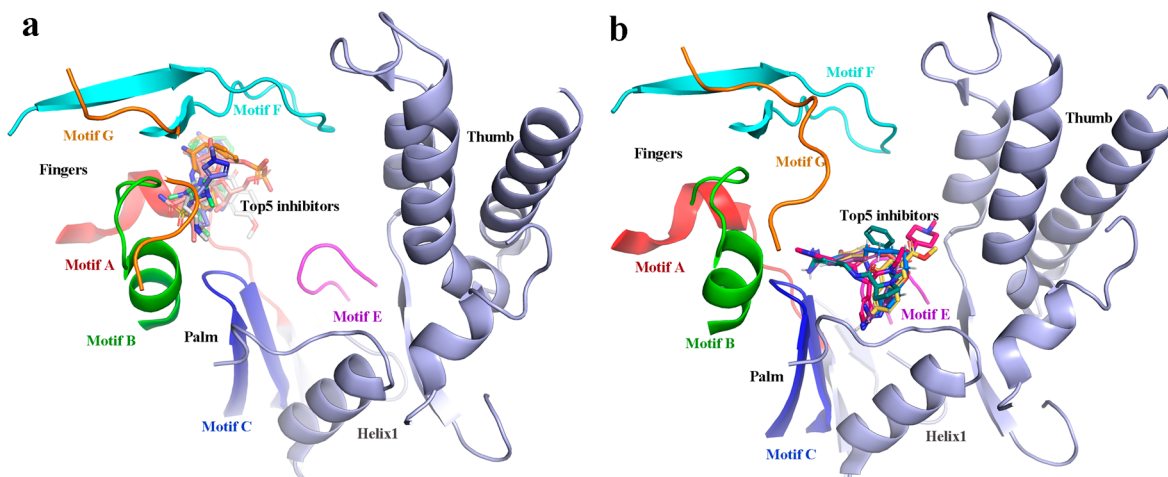 a
Motif F
Motif G
Thumb
Fingers
Top5 inhibitors
Motif A
Motif E
Motif B
Palm
Motif C
Helix1
b
Motif F
Thumb
Fingers
Motif G
Top5 inhibitors
Motif A
Motif E
Motif B
Palm
Motif C
Helix1